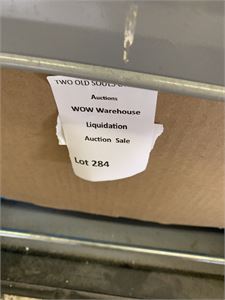 TWO OLD SOULS
Auctions
WOW Warehouse
Liquidation
Auction Sale
Lot 284